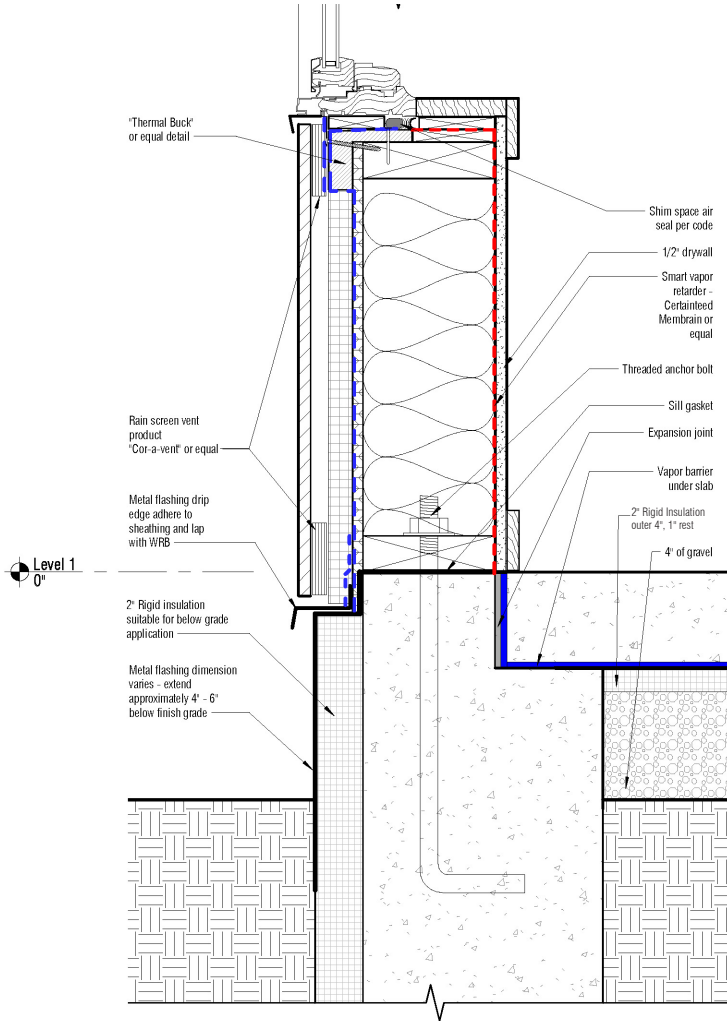 "Thermal Buck"
or equal detail
Shim space air
seal per code
1/2" drywall
Smart vapor
retarder -
Certainteed
Membrain or
equal
Threaded anchor bolt
Sill gasket
Rain screen vent
product
"Cor-a-vent" or equal
Expansion joint
Vapor barrier
under slab
Metal flashing drip
edge adhere to
sheathing and lap
with WRB
2" Rigid Insulation
outer 4", 1" rest
4" of gravel
Level 1
0"
2" Rigid insulation
suitable for below grade
application
Metal flashing dimension
varies - extend
approximately 4" - 6"
below finish grade